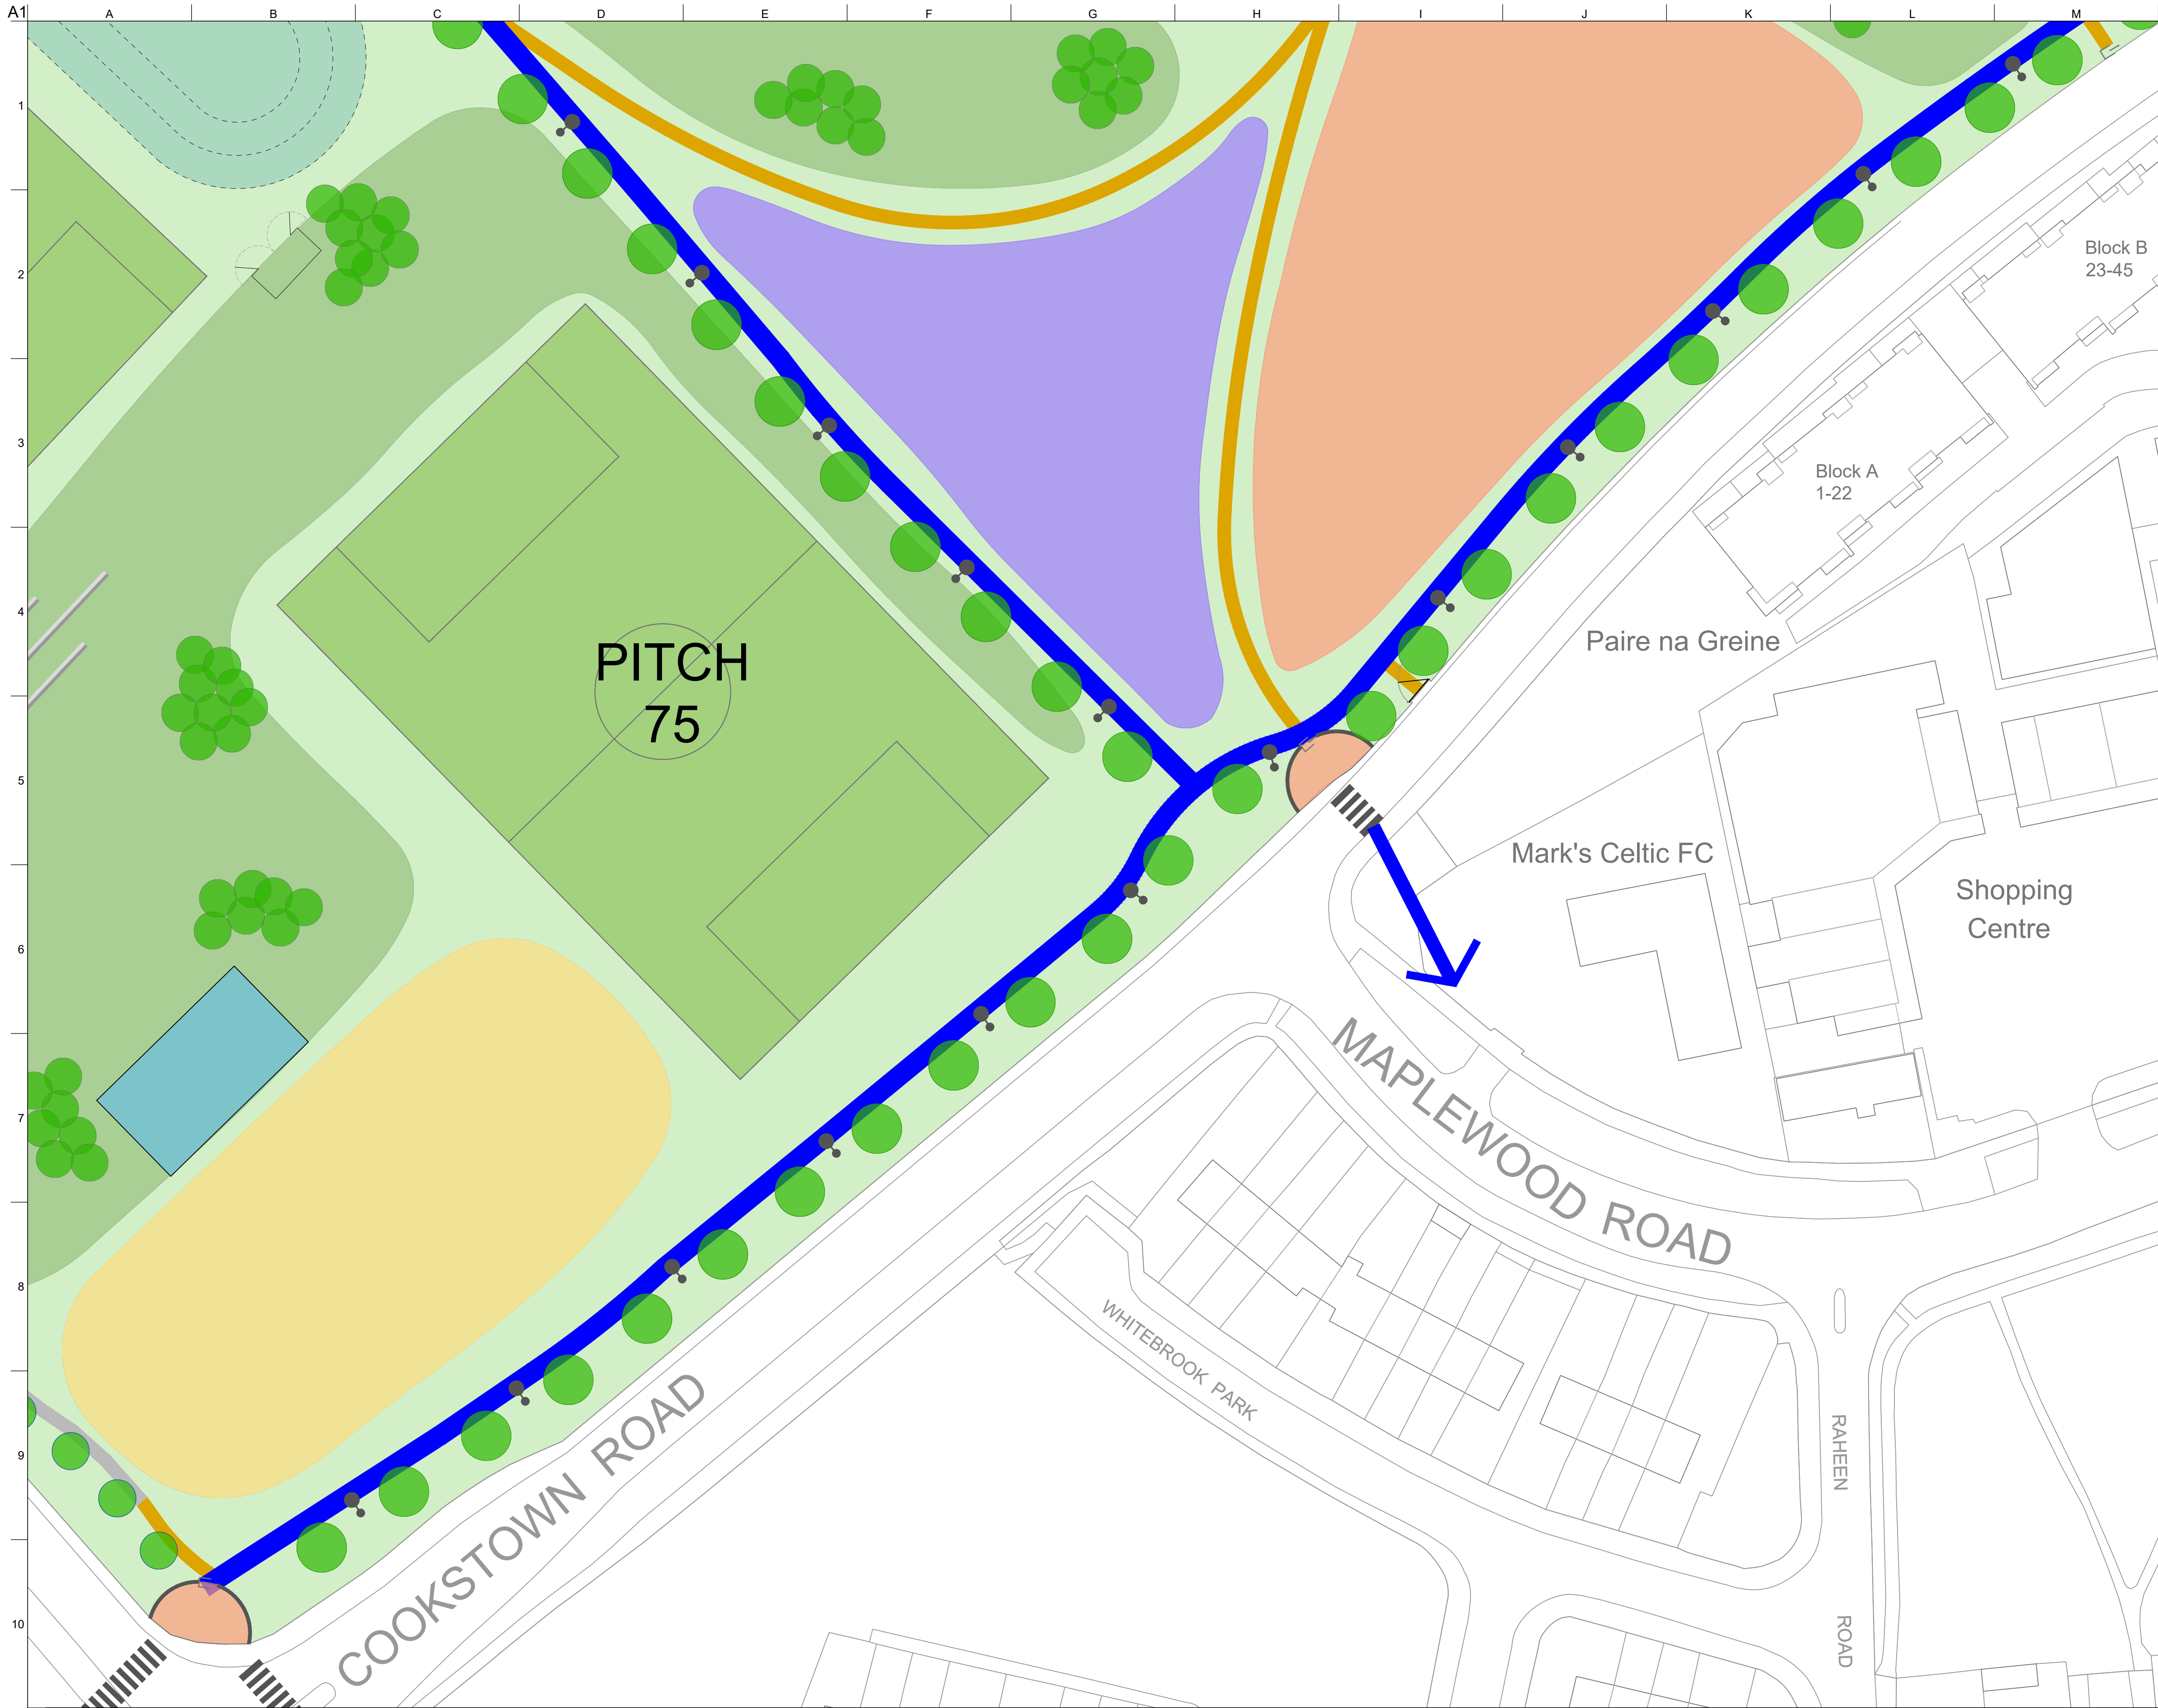 A1
A B C D E F G H I J K L M
1
2
3
4
5
6
7
8
9
10
Block B
23-45
Block A
1-22
PITCH
75
Paire na Greine
Mark's Celtic FC
Shopping
Centre
MAPLEWOOD ROAD
WHITEBROOK PARK
COOKSTOWN ROAD
RAHEEN
ROAD